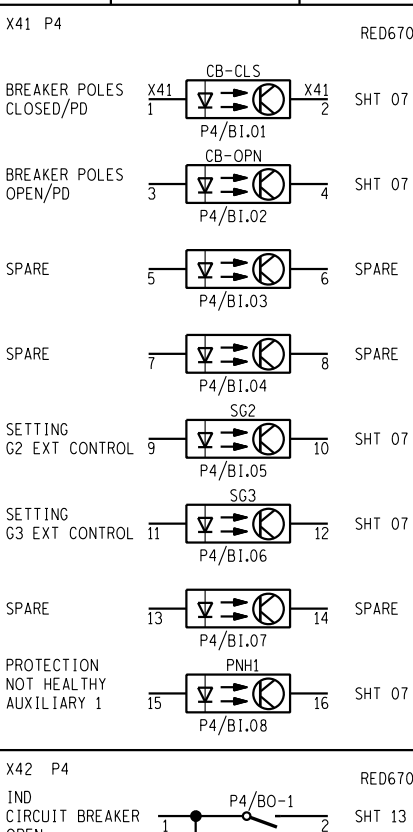 X41 P4
RED670
CB-CLS
BREAKER POLES
CLOSED/PD
X41
1
X41
2
SHT 07
P4/BI.01
CB-OPN
BREAKER POLES
OPEN/PD
3
4
SHT 07
P4/BI.02
SPARE
5
6
SPARE
P4/BI.03
SPARE
7
8
SPARE
P4/BI.04
SG2
SETTING
G2 EXT CONTROL
9
10
SHT 07
P4/BI.05
SG3
SETTING
G3 EXT CONTROL
11
12
SHT 07
P4/BI.06
SPARE
13
14
SPARE
P4/BI.07
PNH1
PROTECTION
NOT HEALTHY
AUXILIARY 1
15
16
SHT 07
P4/BI.08
X42 P4
RED670
IND
CIRCUIT BREAKER
OPEN
1
P4/BO-1
2
SHT 13